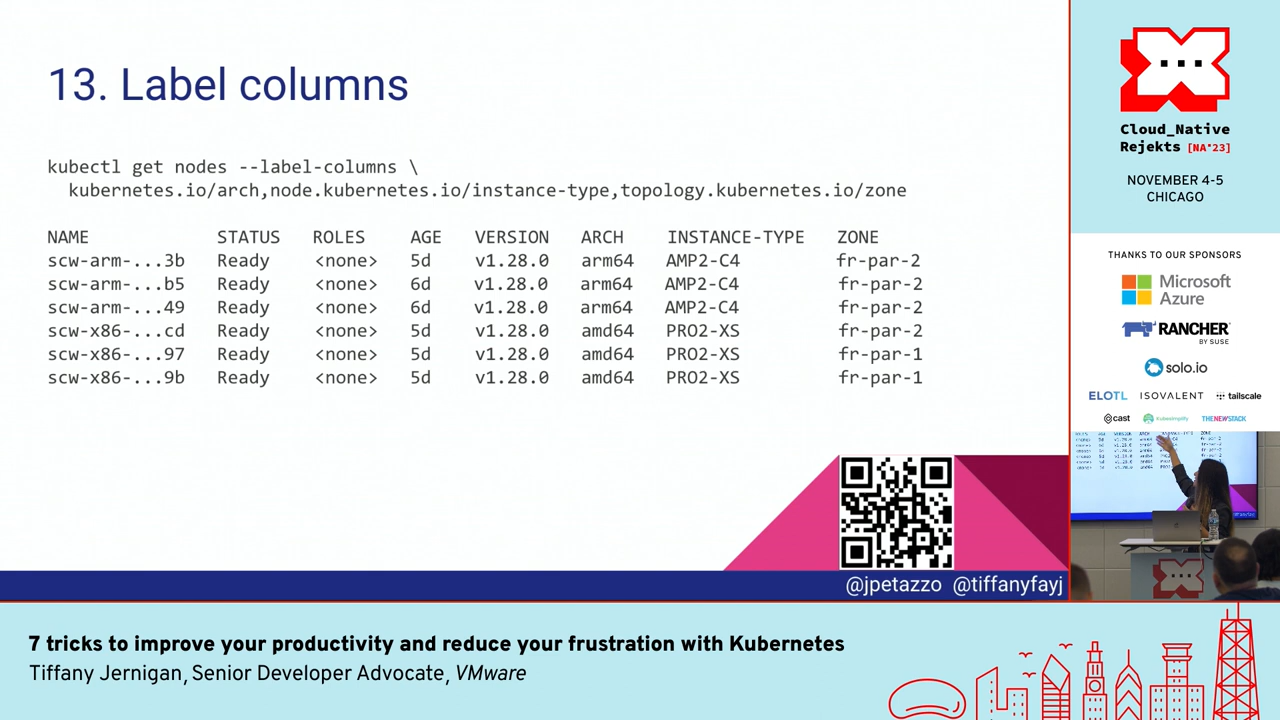 13. Label columns
kubectl get nodes --label-columns \
kubernetes.io/arch,node.kubernetes.io/instance-type,topology.kubernetes.io/zone
NAME STATUS ROLES AGE VERSION ARCH INSTANCE-TYPE ZONE
scw-arm-...3b Ready <none> 5d v1.28.0 arm64 AMP2-C4 fr-par-2
scw-arm-...b5 Ready <none> 6d v1.28.0 arm64 AMP2-C4 fr-par-2
scw-arm-...49 Ready <none> 6d v1.28.0 arm64 AMP2-C4 fr-par-2
scw-x86-...cd Ready <none> 5d v1.28.0 amd64 PRO2-XS fr-par-2
scw-x86-...97 Ready <none> 5d v1.28.0 amd64 PRO2-XS fr-par-1
scw-x86-...9b Ready <none> 5d v1.28.0 amd64 PRO2-XS fr-par-1
@jpetazzo @tiffanyfayj
Cloud_Native
Rejekts [NA'23]
NOVEMBER 4-5
CHICAGO
THANKS TO OUR SPONSORS
Microsoft
Azure
RANCHER
BY SUSE
solo.io
ELOTL ISOVALENT tailscale
cast Kubesimplify THENEWSTACK
7 tricks to improve your productivity and reduce your frustration with Kubernetes
Tiffany Jernigan, Senior Developer Advocate, VMware